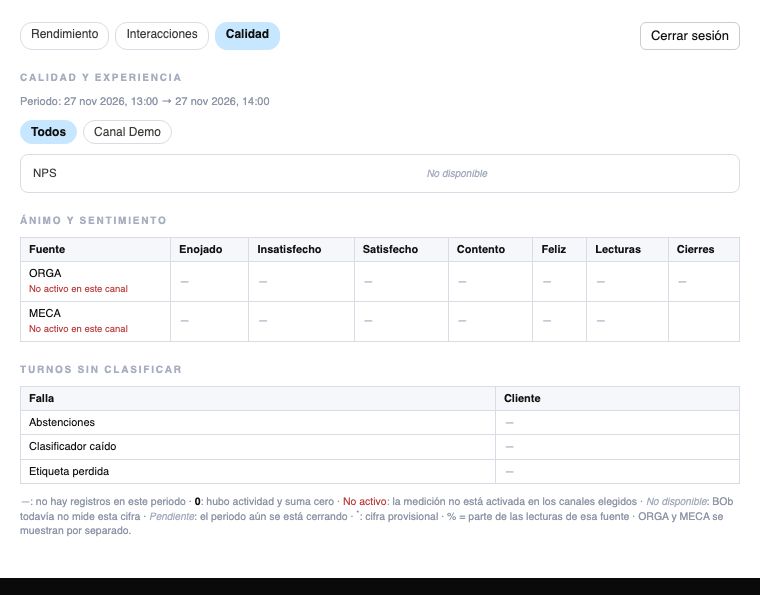 Rendimiento Interacciones Calidad Cerrar sesión
CALIDAD Y EXPERIENCIA
Periodo: 27 nov 2026, 13:00 → 27 nov 2026, 14:00
Todos Canal Demo
NPS No disponible
ÁNIMO Y SENTIMIENTO
Fuente Enojado Insatisfecho Satisfecho Contento Feliz Lecturas Cierres
ORGA — — — — — — —
No activo en este canal
MECA — — — — — —
No activo en este canal
TURNOS SIN CLASIFICAR
Falla Cliente
Abstenciones —
Clasificador caído —
Etiqueta perdida —
—: no hay registros en este periodo · 0: hubo actividad y suma cero · No activo: la medición no está activada en los canales elegidos · No disponible: BOb
todavía no mide esta cifra · Pendiente: el periodo aún se está cerrando · *: cifra provisional · % = parte de las lecturas de esa fuente · ORGA y MECA se
muestran por separado.